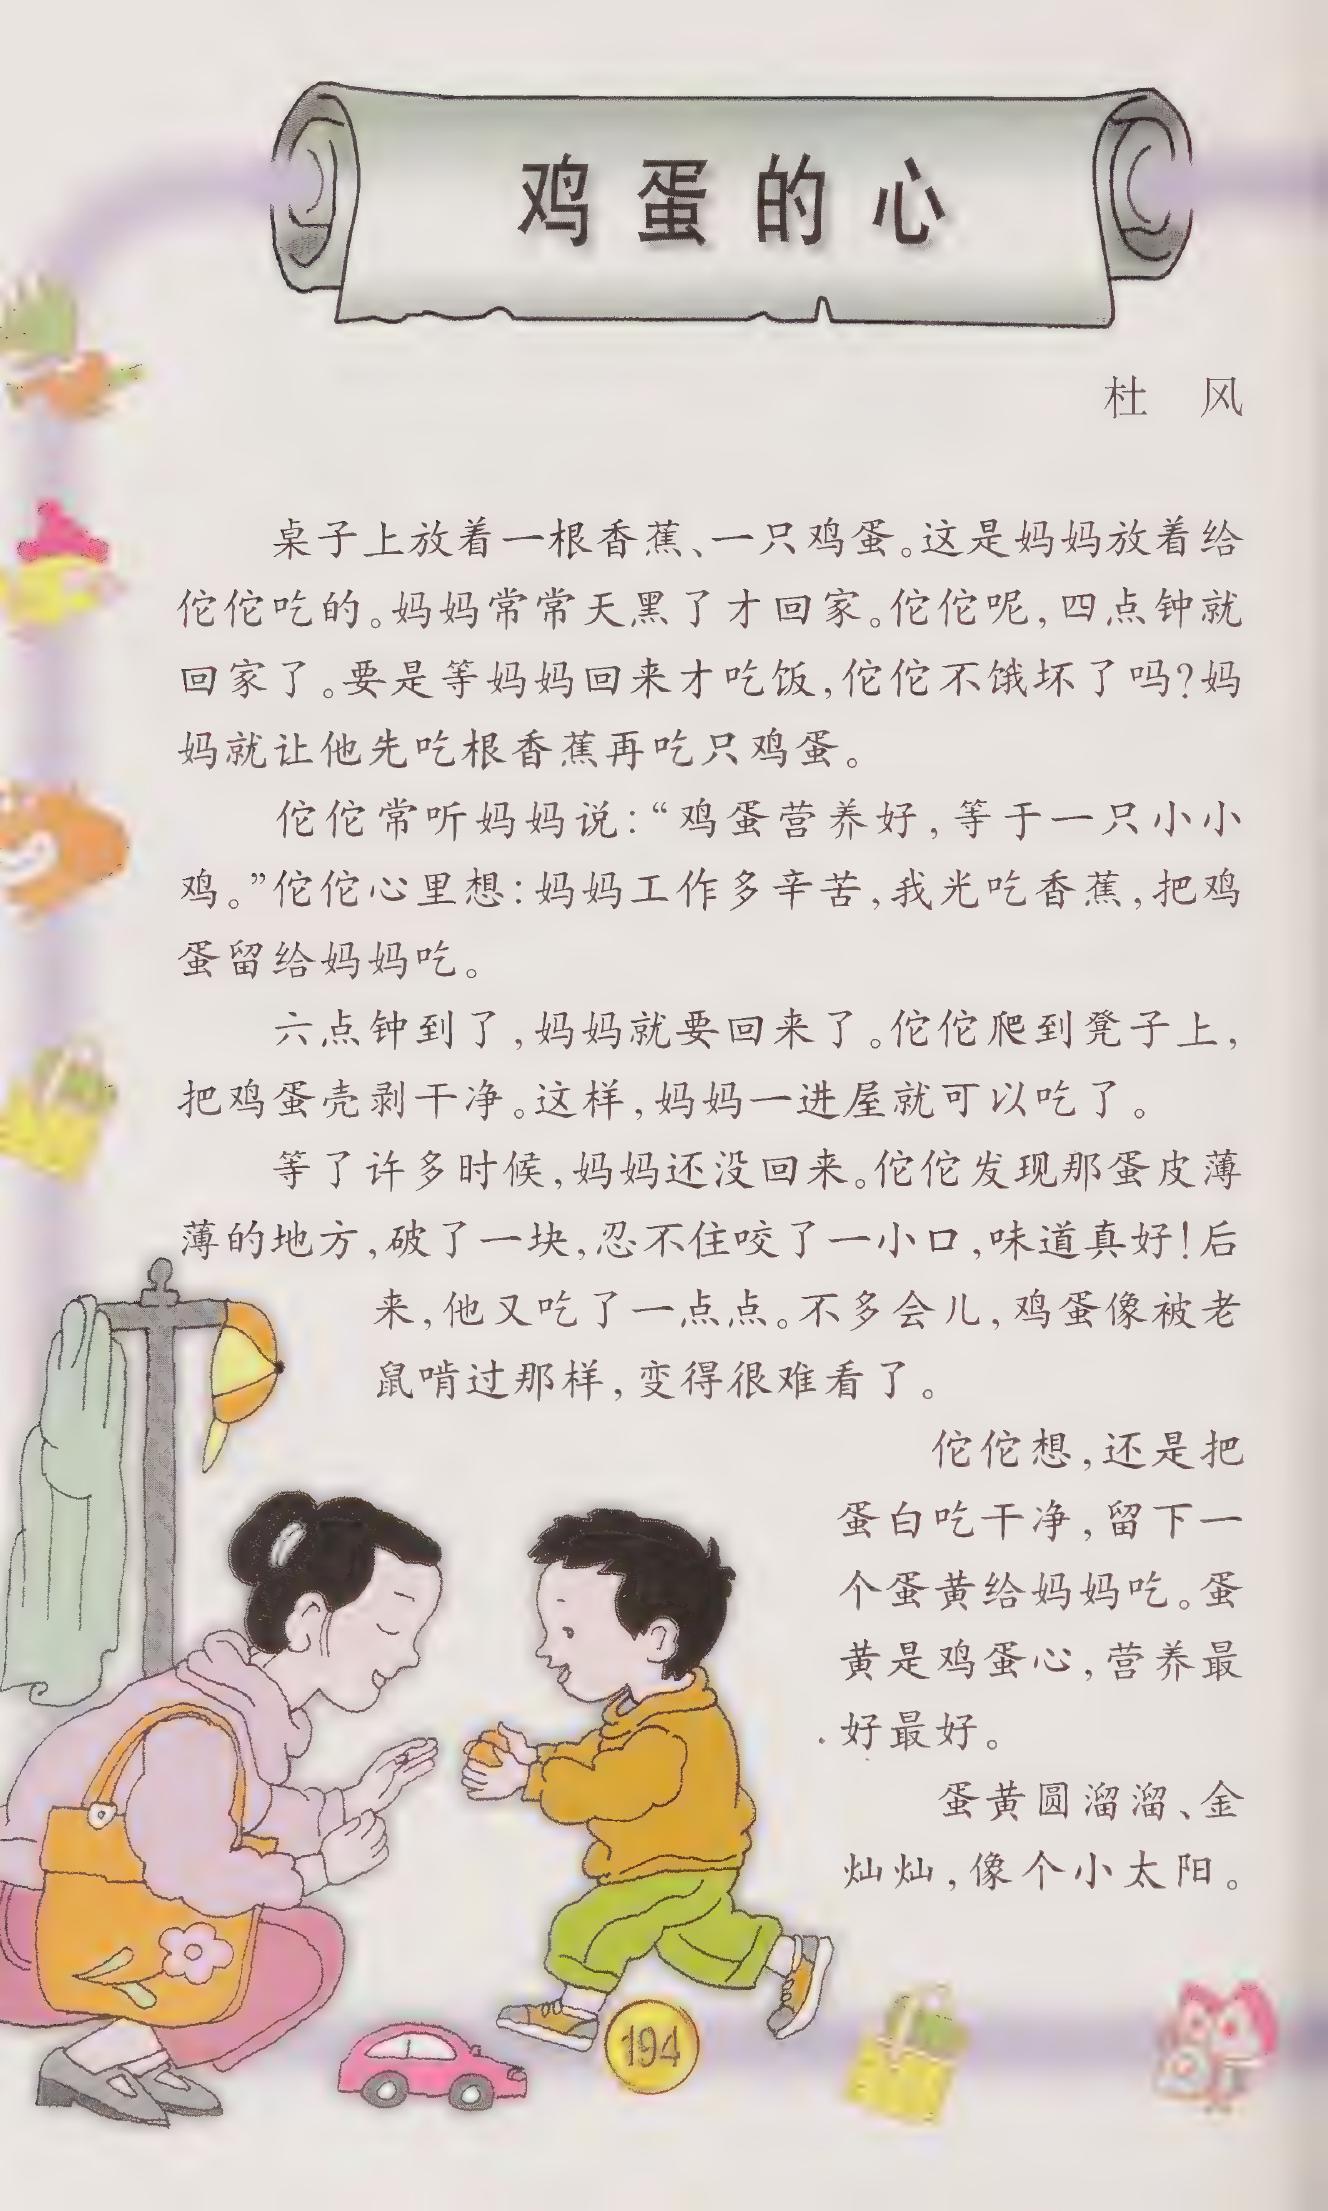 鸡蛋的心
杜 风
桌子上放着一根香蕉、一只鸡蛋。这是妈妈放着给
佗佗吃的。妈妈常常天黑了才回家。佗佗呢,四点钟就
回家了。要是等妈妈回来才吃饭,佗佗不饿坏了吗?妈
妈就让他先吃根香蕉再吃只鸡蛋。
佗佗常听妈妈说:“鸡蛋营养好,等于一只小小
鸡。”佗佗心里想:妈妈工作多辛苦,我光吃香蕉,把鸡
蛋留给妈妈吃。
六点钟到了,妈妈就要回来了。佗佗爬到凳子上,
把鸡蛋壳剥干净。这样,妈妈一进屋就可以吃了。
等了许多时候,妈妈还没回来。佗佗发现那蛋皮薄
薄的地方,破了一块,忍不住咬了一小口,味道真好!后
来,他又吃了一点点。不多会儿,鸡蛋像被老
鼠啃过那样,变得很难看了。
佗佗想,还是把
蛋白吃干净,留下一
个蛋黄给妈妈吃。蛋
黄是鸡蛋心,营养最
好最好。
蛋黄圆溜溜、金
灿灿,像个小太阳。
194